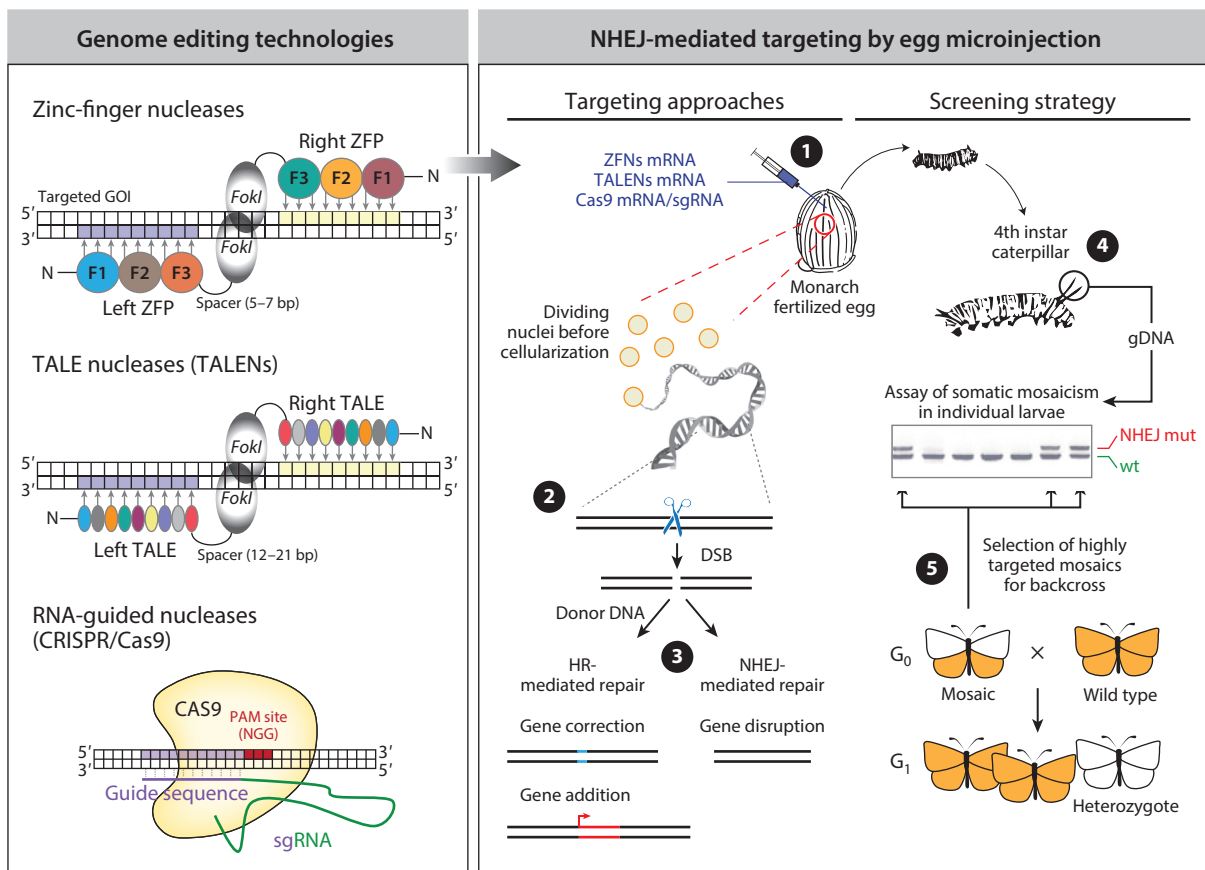 Genome editing technologies
Zinc-finger nucleases
Right ZFP
F3 F2 F1 N
FokI
Targeted GOI
5′ 3′
3′ 5′
FokI
N F1 F2 F3
Left ZFP
Spacer (5–7 bp)
TALE nucleases (TALENs)
Right TALE
N
FokI
5′ 3′
3′ 5′
FokI
N
Left TALE
Spacer (12–21 bp)
RNA-guided nucleases
(CRISPR/Cas9)
CAS9
PAM site
(NGG)
5′ 3′
3′ 5′
Guide sequence
sgRNA
NHEJ-mediated targeting by egg microinjection
Targeting approaches
1
ZFNs mRNA
TALENs mRNA
Cas9 mRNA/sgRNA
Monarch
fertilized egg
Dividing
nuclei before
cellularization
2
DSB
Donor DNA
3
HR-
mediated repair
NHEJ-
mediated repair
Gene correction
Gene disruption
Gene addition
Screening strategy
4th instar
caterpillar
4
gDNA
Assay of somatic mosaicism
in individual larvae
NHEJ mut
wt
5
Selection of highly
targeted mosaics
for backcross
G0
×
Mosaic
Wild type
G1
Heterozygote